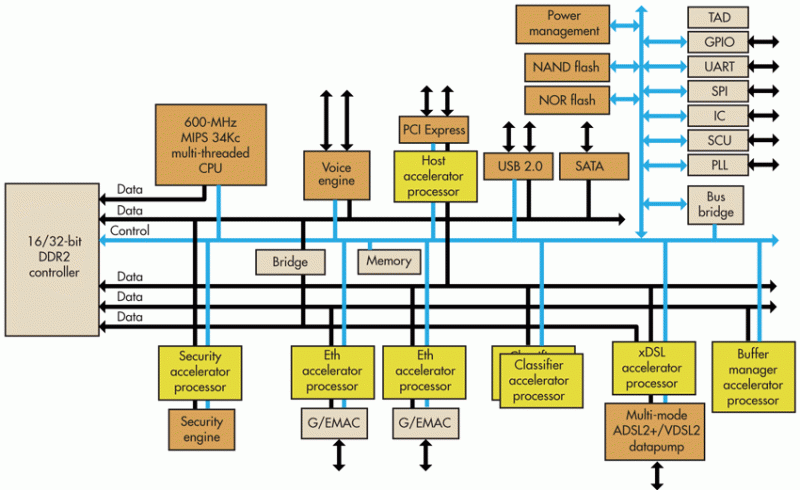 Power
management
NAND flash
NOR flash
TAD
GPIO
UART
SPI
IC
SCU
PLL
Bus
bridge
600-MHz
MIPS 34Kc
multi-threaded
CPU
Voice
engine
PCI Express
Host
accelerator
processor
USB 2.0
SATA
16/32-bit
DDR2
controller
Data
Data
Control
Data
Data
Data
Bridge
Memory
Security
accelerator
processor
Security
engine
Eth
accelerator
processor
G/EMAC
Eth
accelerator
processor
G/EMAC
Classifier
accelerator
processor
xDSL
accelerator
processor
Multi-mode
ADSL2+/VDSL2
datapump
Buffer
manager
accelerator
processor